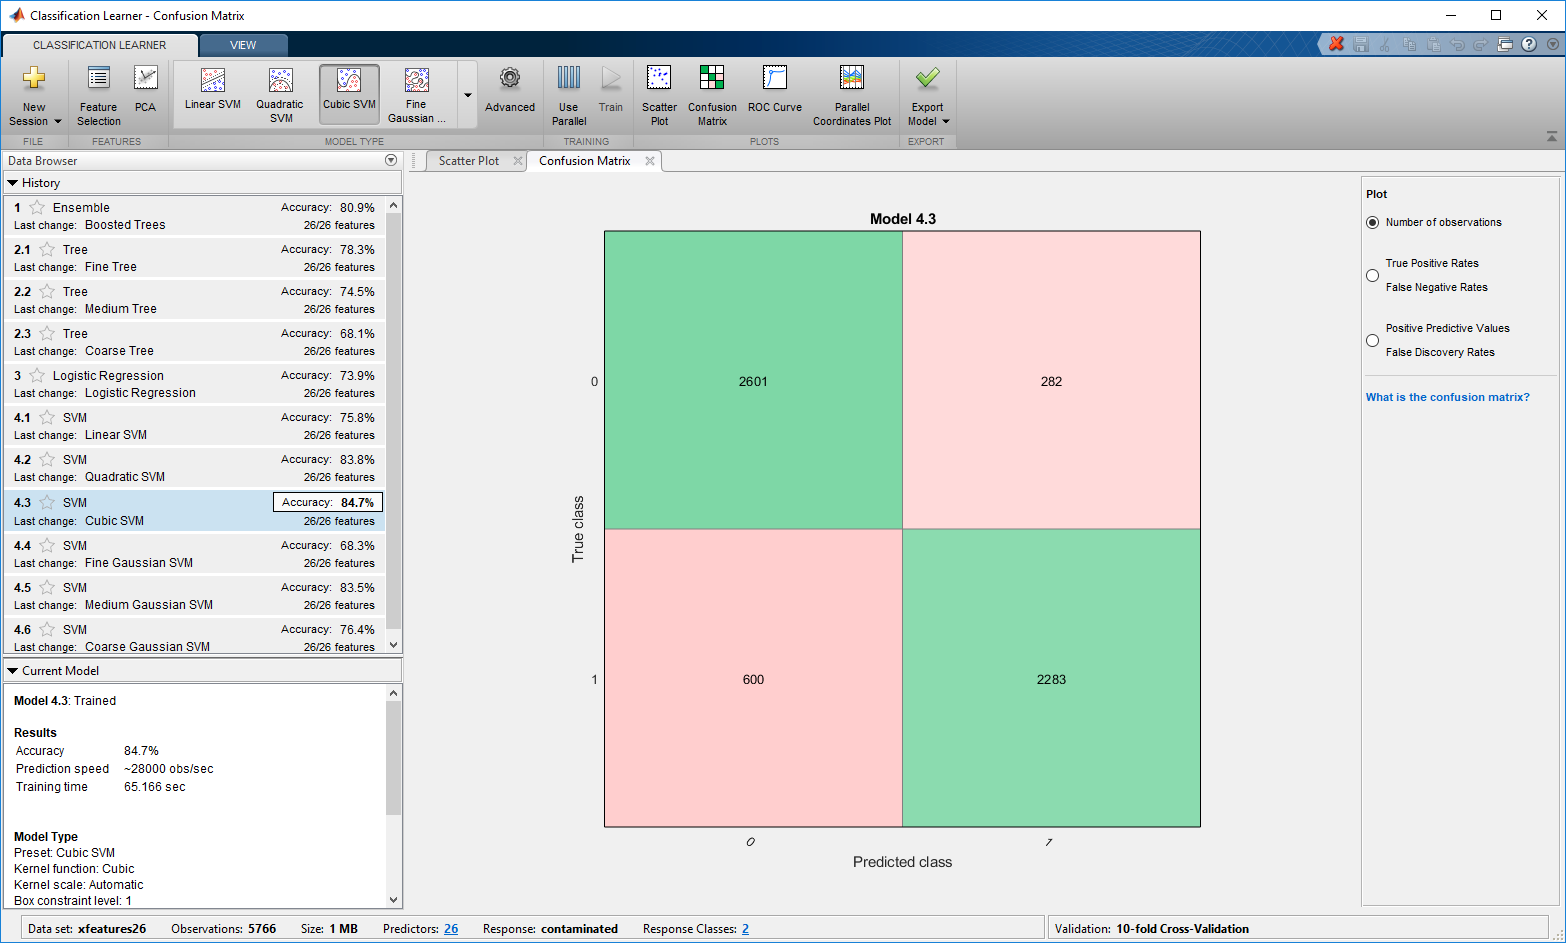 Classification Learner - Confusion Matrix
CLASSIFICATION LEARNER
VIEW
New Session
Feature Selection
PCA
Linear SVM
Quadratic SVM
Cubic SVM
Fine Gaussian ...
Advanced
Use Parallel
Train
Scatter Plot
Confusion Matrix
ROC Curve
Parallel Coordinates Plot
Export Model
FILE
FEATURES
MODEL TYPE
TRAINING
PLOTS
EXPORT
Data Browser
History
1 Ensemble Accuracy: 80.9%
Last change: Boosted Trees 26/26 features
2.1 Tree Accuracy: 78.3%
Last change: Fine Tree 26/26 features
2.2 Tree Accuracy: 74.5%
Last change: Medium Tree 26/26 features
2.3 Tree Accuracy: 68.1%
Last change: Coarse Tree 26/26 features
3 Logistic Regression Accuracy: 73.9%
Last change: Logistic Regression 26/26 features
4.1 SVM Accuracy: 75.8%
Last change: Linear SVM 26/26 features
4.2 SVM Accuracy: 83.8%
Last change: Quadratic SVM 26/26 features
4.3 SVM Accuracy: 84.7%
Last change: Cubic SVM 26/26 features
4.4 SVM Accuracy: 68.3%
Last change: Fine Gaussian SVM 26/26 features
4.5 SVM Accuracy: 83.5%
Last change: Medium Gaussian SVM 26/26 features
4.6 SVM Accuracy: 76.4%
Last change: Coarse Gaussian SVM 26/26 features
Current Model
Model 4.3: Trained
Results
Accuracy 84.7%
Prediction speed ~28000 obs/sec
Training time 65.166 sec
Model Type
Preset: Cubic SVM
Kernel function: Cubic
Kernel scale: Automatic
Box constraint level: 1
Scatter Plot
Confusion Matrix
Model 4.3
True class
0
2601
282
1
600
2283
0
1
Predicted class
Plot
Number of observations
True Positive Rates
False Negative Rates
Positive Predictive Values
False Discovery Rates
What is the confusion matrix?
Data set: xfeatures26 Observations: 5766 Size: 1 MB Predictors: 26 Response: contaminated Response Classes: 2
Validation: 10-fold Cross-Validation